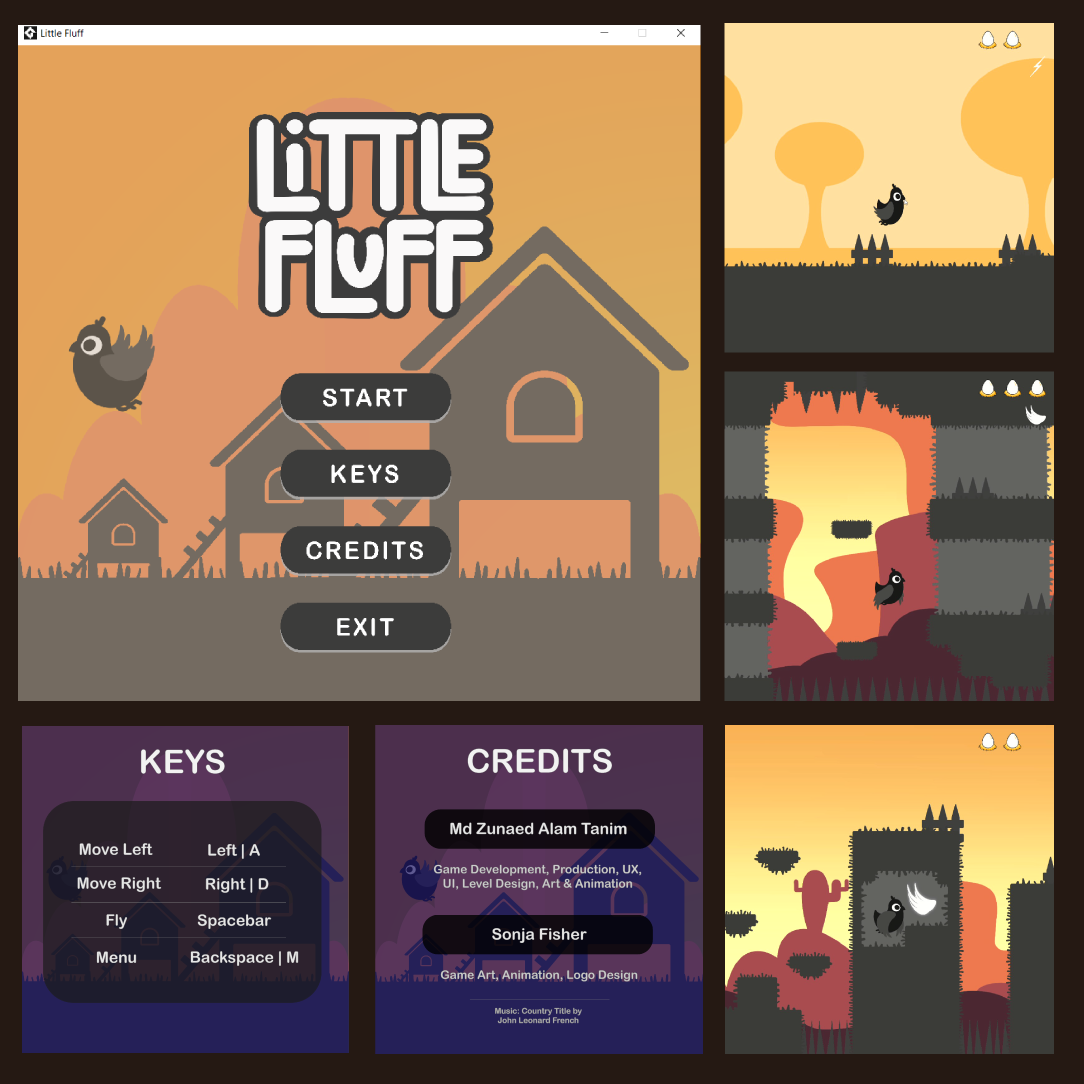 Little Fluff
LiTTLE
FLuFF
START
KEYS
CREDITS
EXIT
KEYS
Move Left Left | A
Move Right Right | D
Fly Spacebar
Menu Backspace | M
CREDITS
Md Zunaed Alam Tanim
Game Development, Production, UX,
UI, Level Design, Art & Animation
Sonja Fisher
Game Art, Animation, Logo Design
Music: Country Title by
John Leonard French